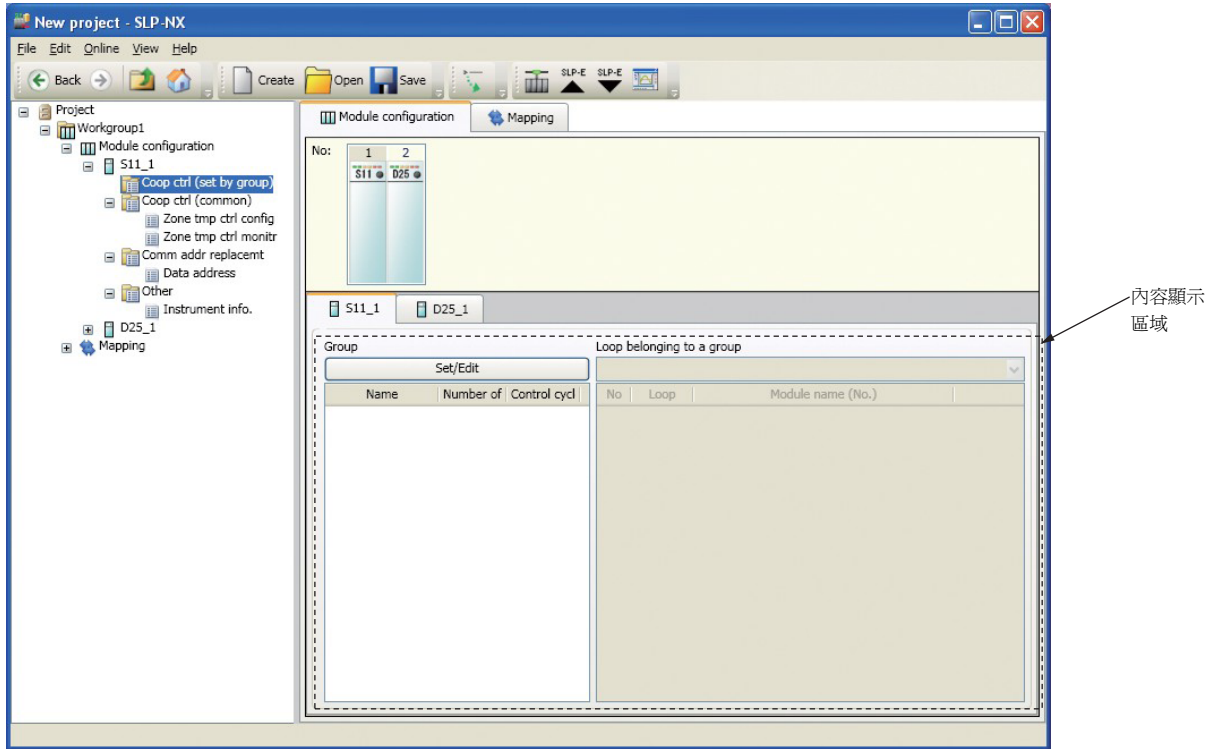 New project - SLP-NX
File Edit Online View Help
Back Create Open Save SLP-E SLP-E
Project
Workgroup1
Module configuration
S11_1
Coop ctrl (set by group)
Coop ctrl (common)
Zone tmp ctrl config
Zone tmp ctrl monitr
Comm addr replacemt
Data address
Other
Instrument info.
D25_1
Mapping
Module configuration Mapping
No: 1 2
S11 D25
S11_1 D25_1
Group Loop belonging to a group
Set/Edit
Name Number of Control cycl No Loop Module name (No.)
內容顯示
區域